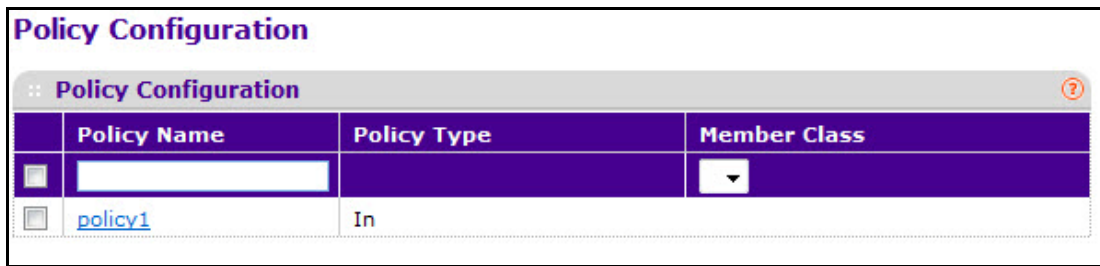 Policy Configuration
Policy Configuration ?
Policy Name Policy Type Member Class
policy1 In